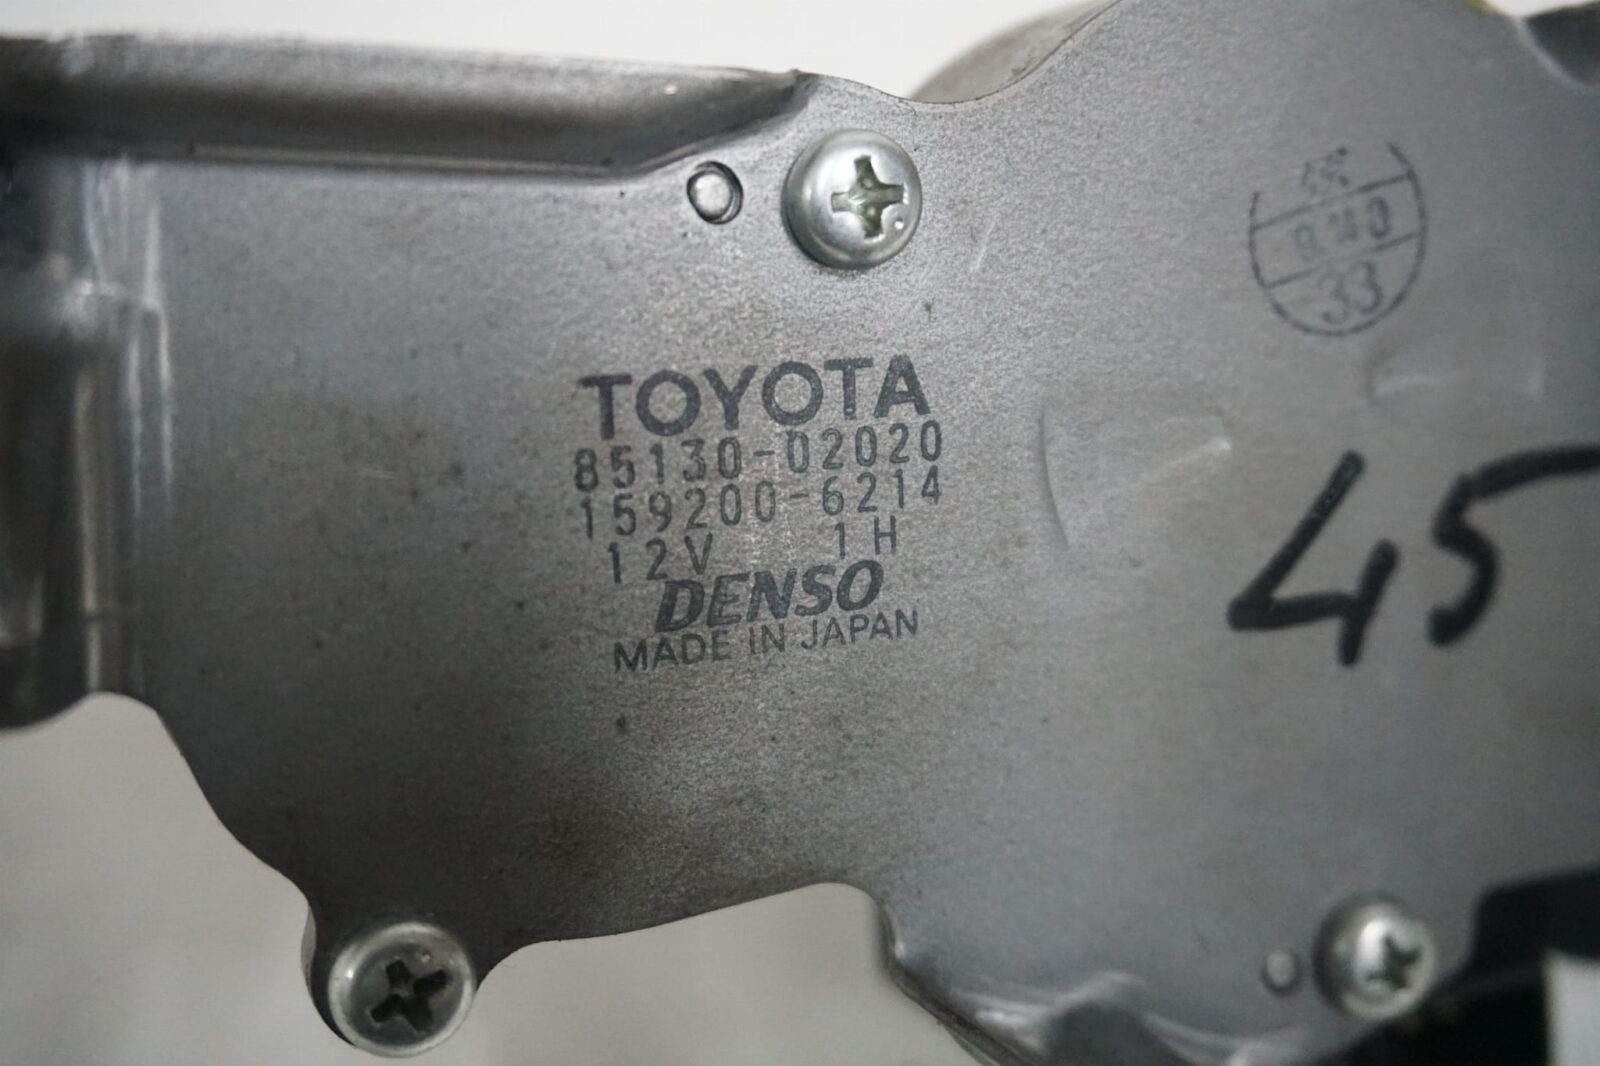 TOYOTA
85130-02020
159200-6214
12V 1H
DENSO
MADE IN JAPAN
33
45